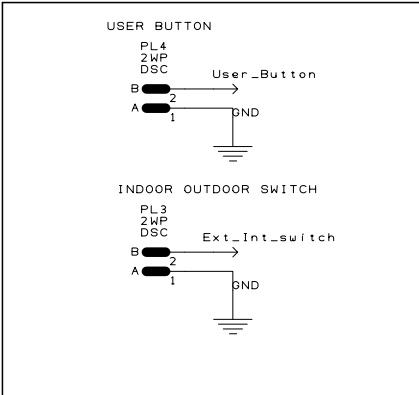 USER BUTTON
PL4
2WP
DSC
User_Button
B
2
A
1
GND
INDOOR OUTDOOR SWITCH
PL3
2WP
DSC
Ext_Int_switch
B
2
A
1
GND